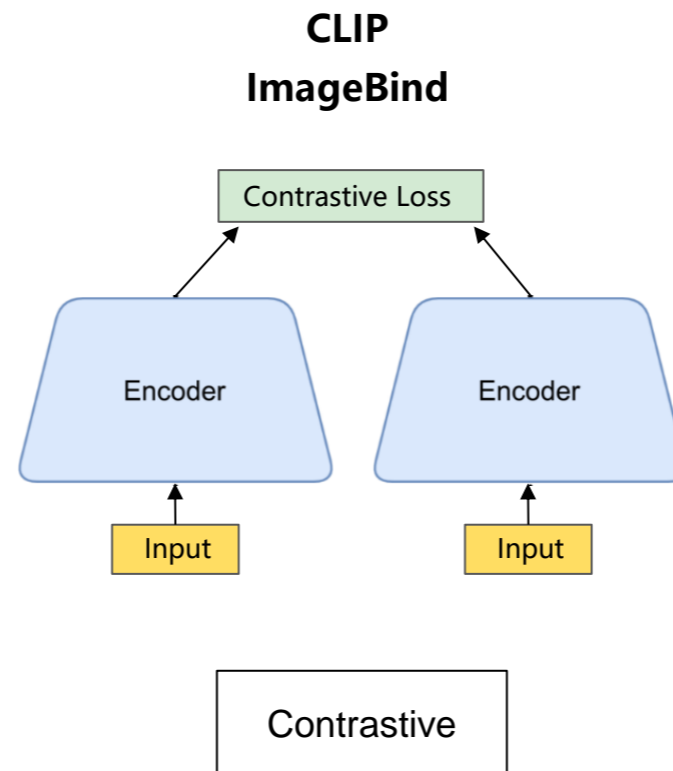 CLIP
ImageBind
Contrastive Loss
Encoder
Encoder
Input
Input
Contrastive